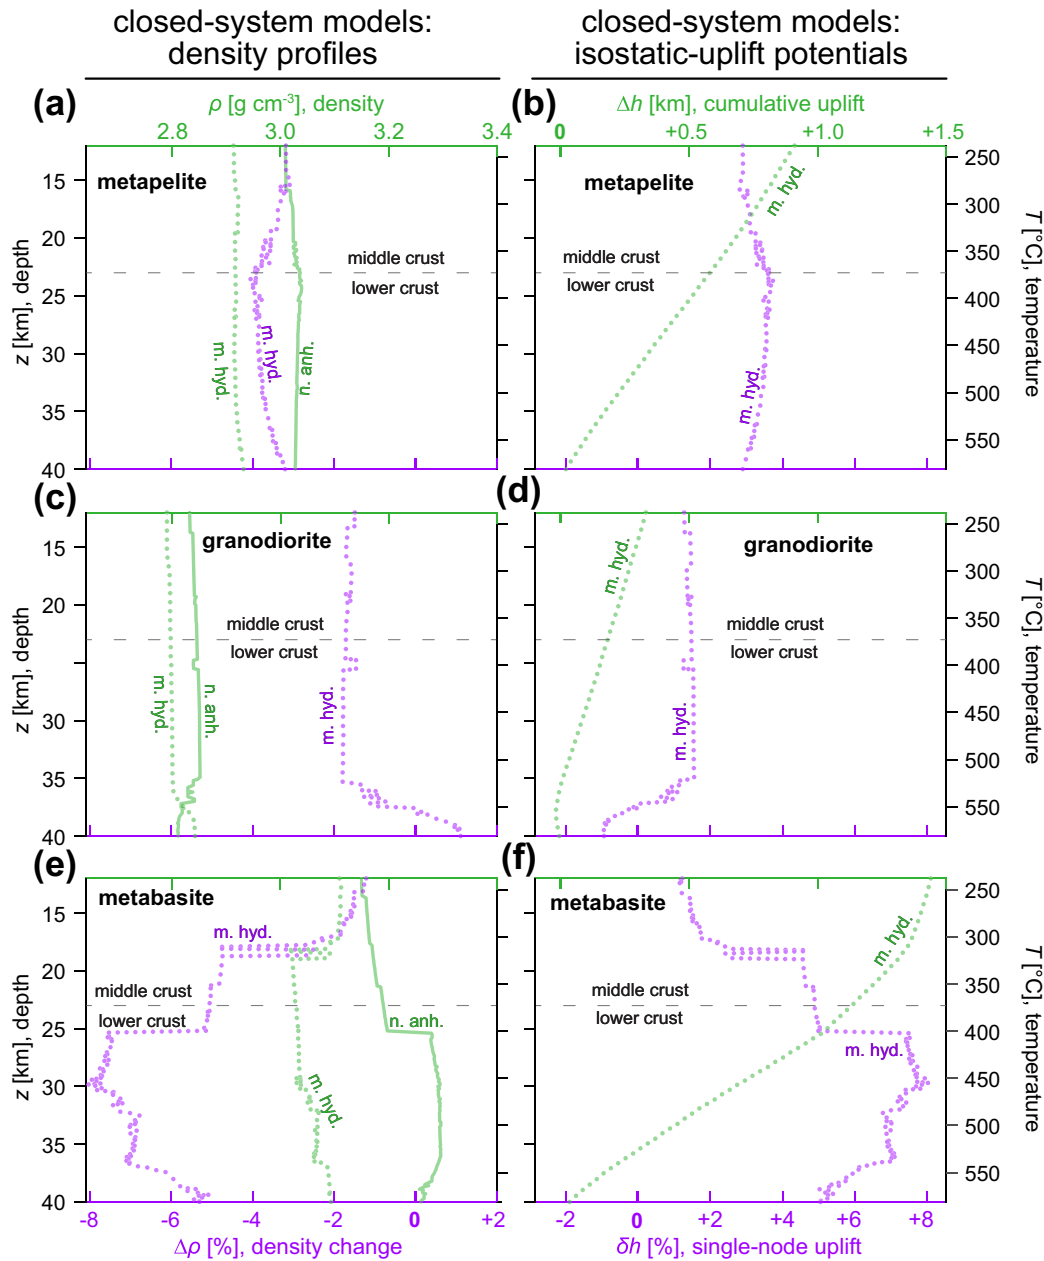 closed-system models:
density profiles
closed-system models:
isostatic-uplift potentials
(a)
ρ [g cm-3], density
2.8 3.0 3.2 3.4
metapelite
15
20
25
30
35
40
z [km], depth
middle crust
lower crust
m. hyd.
m. hyd.
n. anh.
(b)
Δh [km], cumulative uplift
0 +0.5 +1.0 +1.5
metapelite
m. hyd.
middle crust
lower crust
m. hyd.
250
300
350
400
450
500
550
T [°C], temperature
(c)
granodiorite
15
20
30
35
40
z [km], depth
middle crust
lower crust
m. hyd.
n. anh.
m. hyd.
(d)
granodiorite
m. hyd.
middle crust
lower crust
m. hyd.
250
300
350
400
450
500
550
T [°C], temperature
(e)
metabasite
m. hyd.
15
20
25
30
35
40
z [km], depth
middle crust
lower crust
n. anh.
m. hyd.
-8 -6 -4 -2 0 +2
Δρ [%], density change
(f)
metabasite
m. hyd.
middle crust
lower crust
m. hyd.
250
300
350
400
450
500
550
T [°C], temperature
-2 0 +2 +4 +6 +8
δh [%], single-node uplift